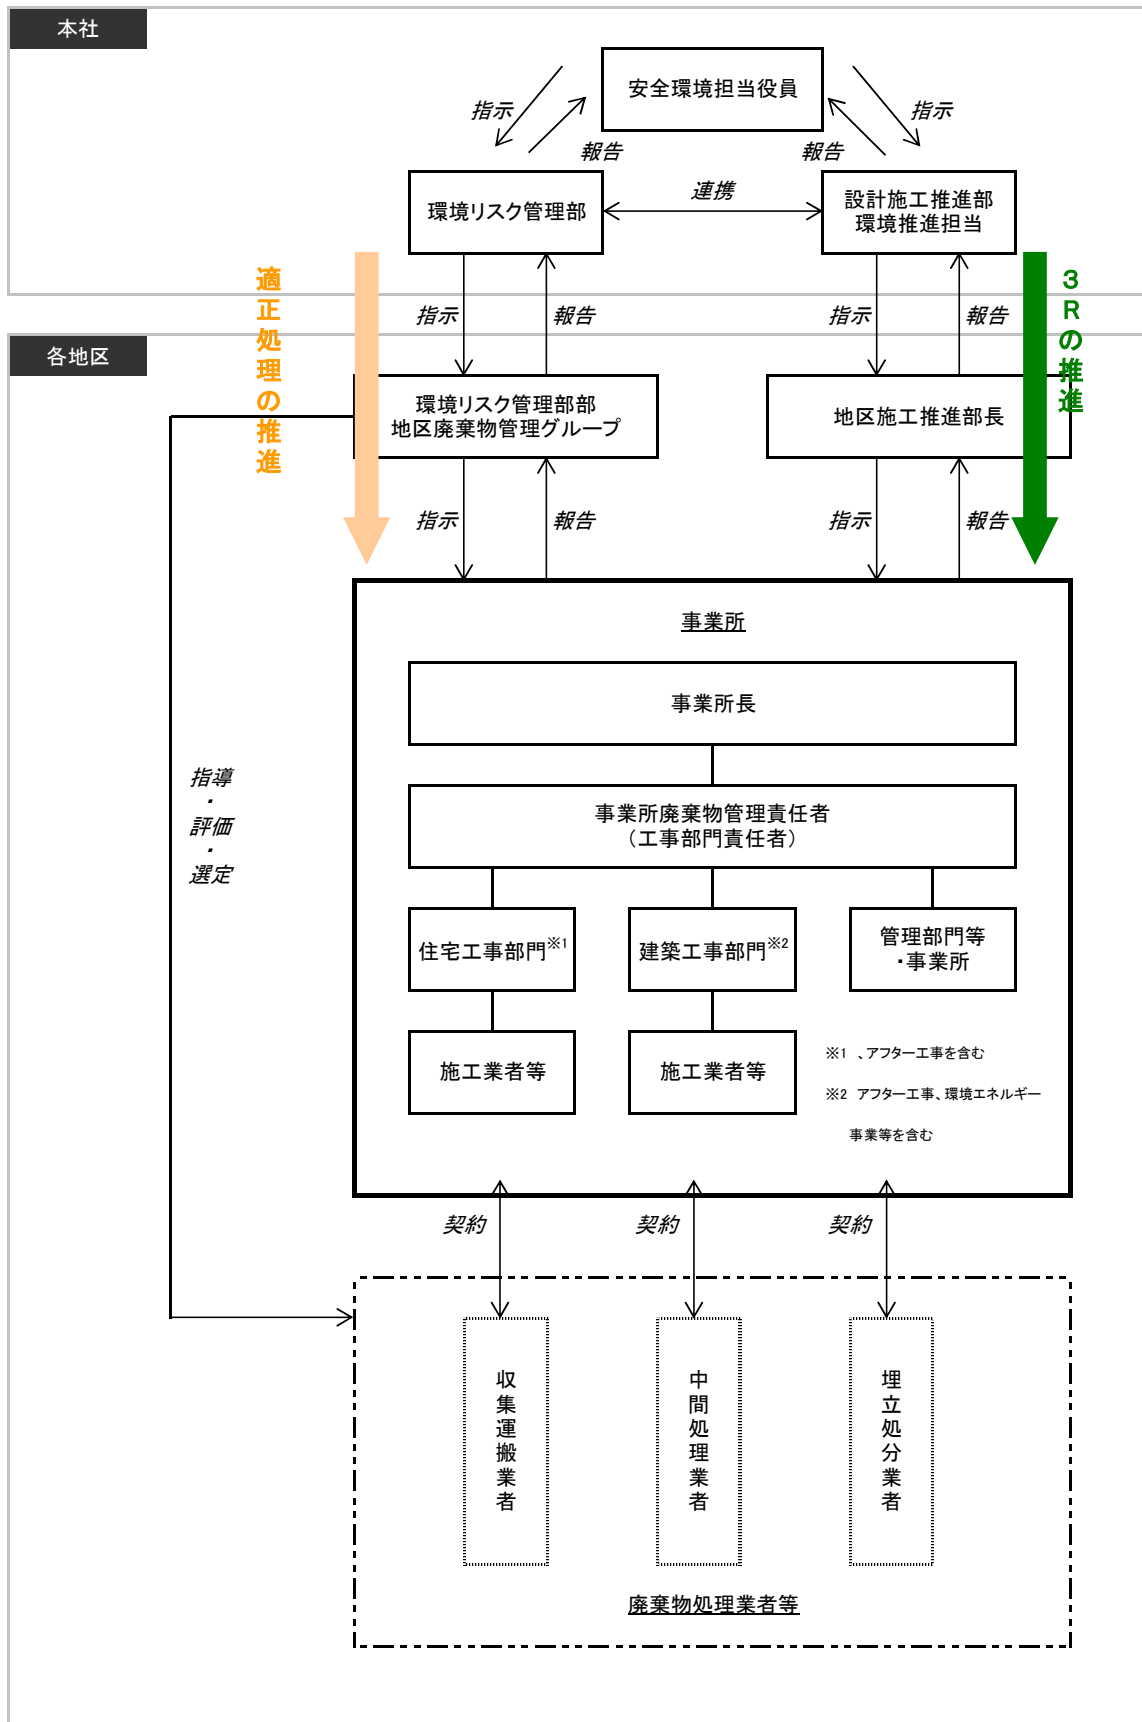 本社
安全環境担当役員
指示
指示
報告
報告
環境リスク管理部
連携
設計施工推進部
環境推進担当
適正処理の推進
3Rの推進
指示
報告
指示
報告
各地区
環境リスク管理部部
地区廃棄物管理グループ
地区施工推進部長
指示
報告
指示
報告
事業所
事業所長
指導
・
評価
・
選定
事業所廃棄物管理責任者
（工事部門責任者）
住宅工事部門※1
建築工事部門※2
管理部門等
・事業所
施工業者等
施工業者等
※1 、アフター工事を含む
※2 アフター工事、環境エネルギー
事業等を含む
契約
契約
契約
収集運搬業者
中間処理業者
埋立処分業者
廃棄物処理業者等